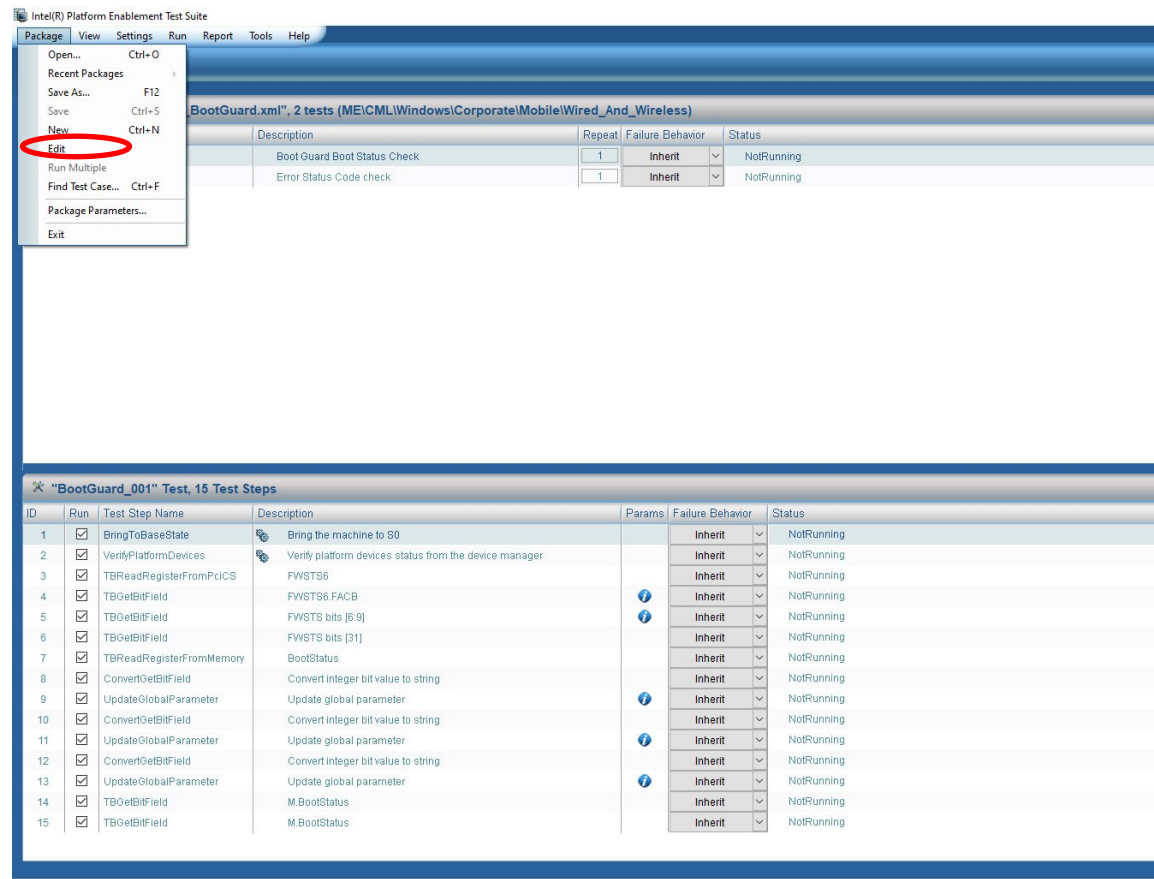 Intel(R) Platform Enablement Test Suite
Package View Settings Run Report Tools Help
Open... Ctrl+O
Recent Packages
Save As... F12
Save Ctrl+S
_BootGuard.xml", 2 tests (ME\CML\Windows\Corporate\Mobile\Wired_And_Wireless)
New Ctrl+N
Description Repeat Failure Behavior Status
Edit
Boot Guard Boot Status Check 1 Inherit NotRunning
Run Multiple
Error Status Code check 1 Inherit NotRunning
Find Test Case... Ctrl+F
Package Parameters...
Exit
"BootGuard_001" Test, 15 Test Steps
ID Run Test Step Name Description Params Failure Behavior Status
1 BringToBaseState Bring the machine to S0 Inherit NotRunning
2 VerifyPlatformDevices Verify platform devices status from the device manager Inherit NotRunning
3 TBReadRegisterFromPciCS FWSTS6 Inherit NotRunning
4 TBGetBitField FWSTS6.FACB Inherit NotRunning
5 TBGetBitField FWSTS bits [6:9] Inherit NotRunning
6 TBGetBitField FWSTS bits [31] Inherit NotRunning
7 TBReadRegisterFromMemory BootStatus Inherit NotRunning
8 ConvertGetBitField Convert integer bit value to string Inherit NotRunning
9 UpdateGlobalParameter Update global parameter Inherit NotRunning
10 ConvertGetBitField Convert integer bit value to string Inherit NotRunning
11 UpdateGlobalParameter Update global parameter Inherit NotRunning
12 ConvertGetBitField Convert integer bit value to string Inherit NotRunning
13 UpdateGlobalParameter Update global parameter Inherit NotRunning
14 TBGetBitField M.BootStatus Inherit NotRunning
15 TBGetBitField M.BootStatus Inherit NotRunning